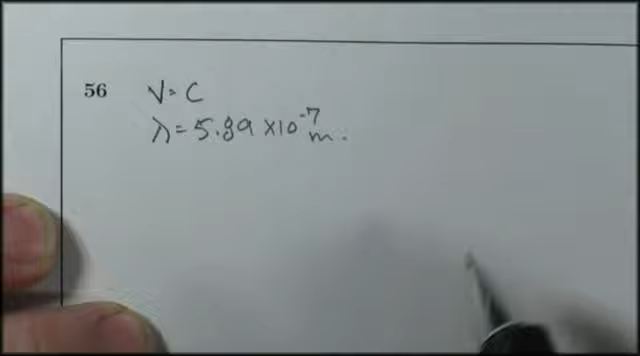 56 V = C
λ = 5.89 × 10⁻⁷ m.